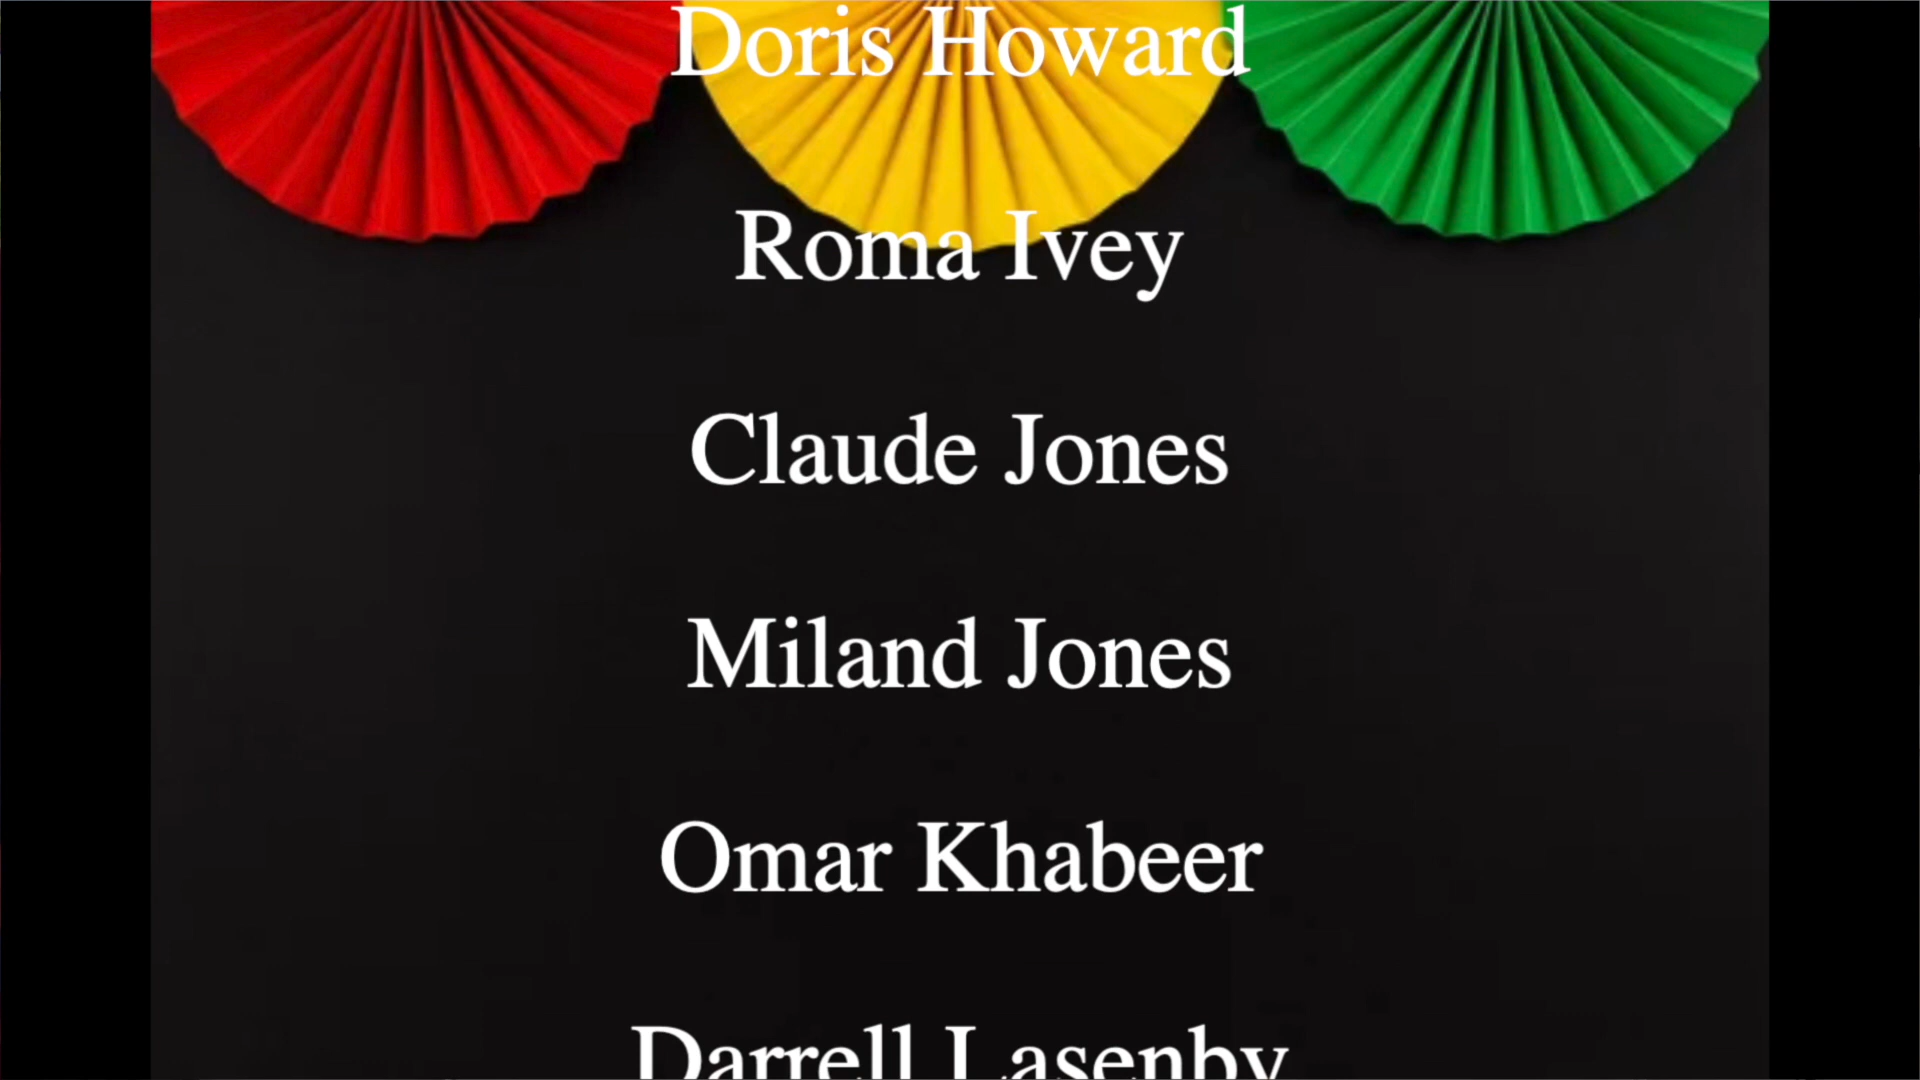 Doris Howard
Roma Ivey
Claude Jones
Miland Jones
Omar Khabeer
Darrell Lasenby